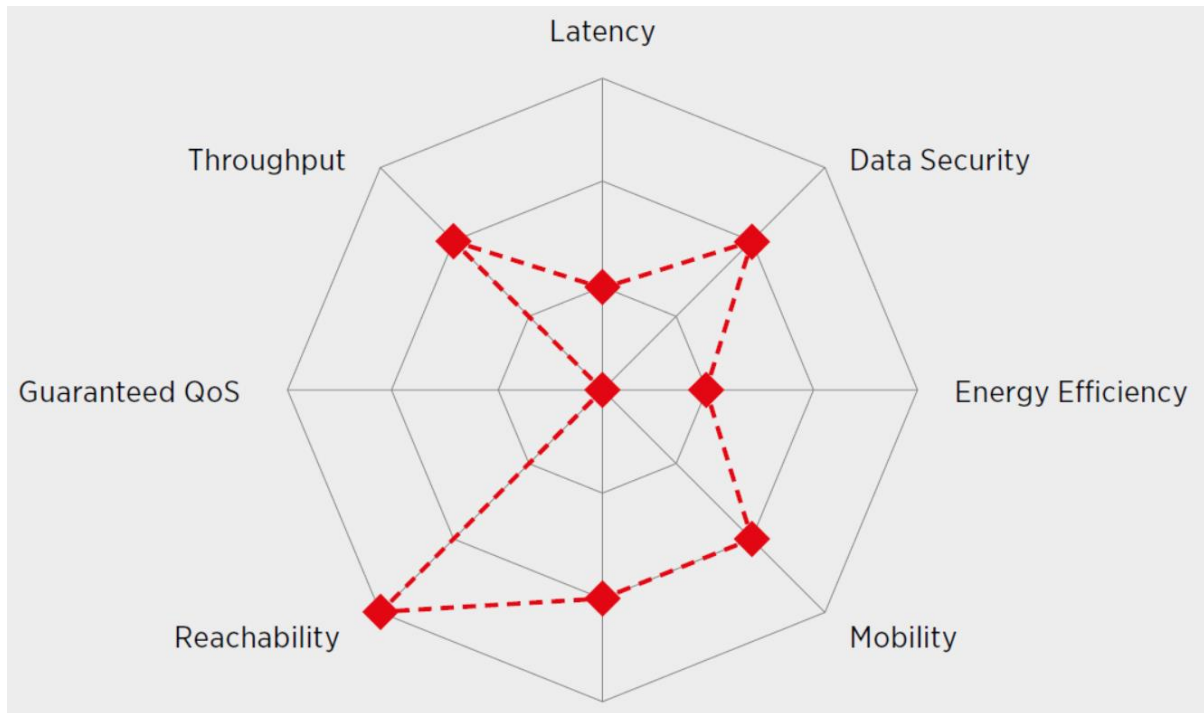 Latency
Throughput
Data Security
Guaranteed QoS
Energy Efficiency
Reachability
Mobility